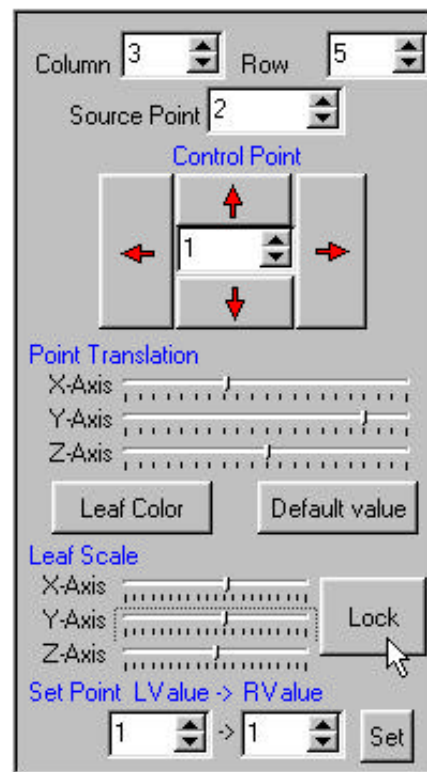 Column 3 Row 5
Source Point 2
Control Point
1
Point Translation
X-Axis
Y-Axis
Z-Axis
Leaf Color Default value
Leaf Scale
X-Axis
Y-Axis
Z-Axis
Lock
Set Point LValue -> RValue
1 -> 1 Set